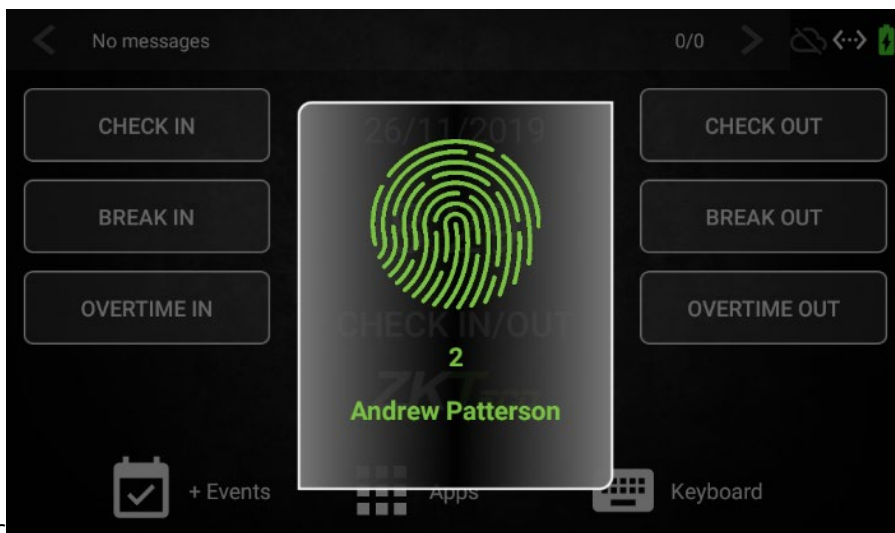 No messages 0/0
CHECK IN
26/11/2019
CHECK OUT
BREAK IN
BREAK OUT
OVERTIME IN
OVERTIME OUT
CHECK IN/OUT
2
ZKTeco
Andrew Patterson
+ Events
Apps
Keyboard